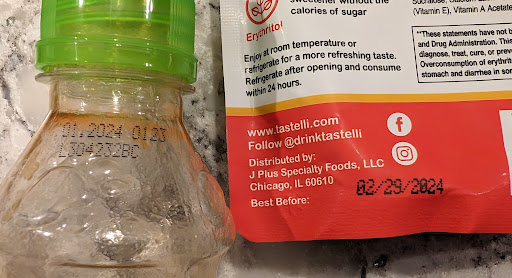 01.2024 0123
L304232BC
Erythritol
sweetener without the
calories of sugar
Enjoy at room temperature or
refrigerate for a more refreshing taste.
Refrigerate after opening and consume
within 24 hours.
(Vitamin E), Vitamin A Acetate
**These statements have not b
and Drug Administration. This
diagnose, treat, cure, or preve
Overconsumption of erythrit
stomach and diarrhea in som
www.tastelli.com
Follow @drinktastelli
Distributed by:
J Plus Specialty Foods, LLC
Chicago, IL 60610
Best Before:
02/29/2024